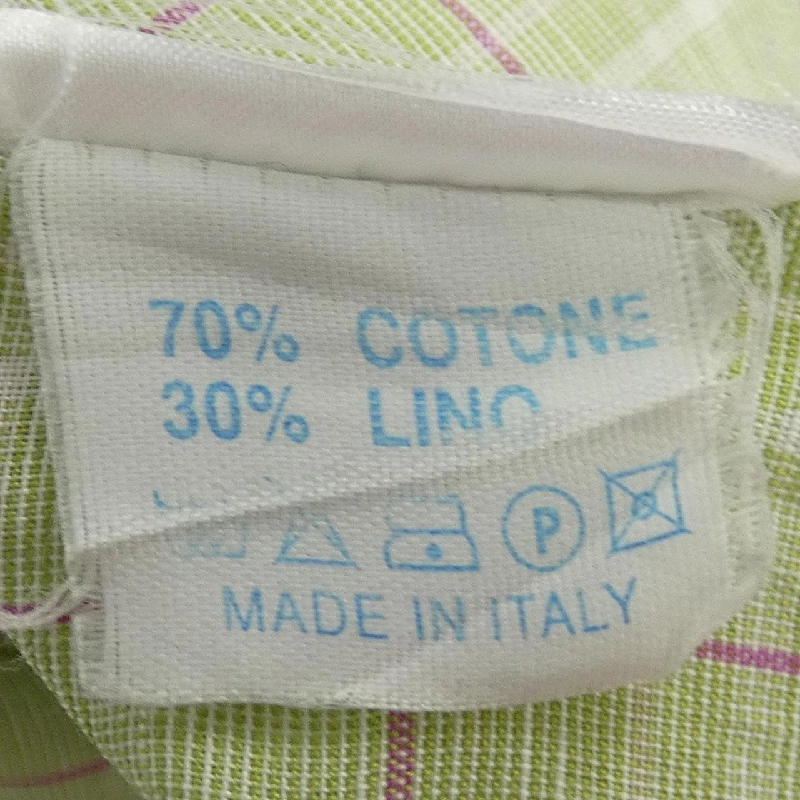 70% COTONE
30% LINO
P
MADE IN ITALY